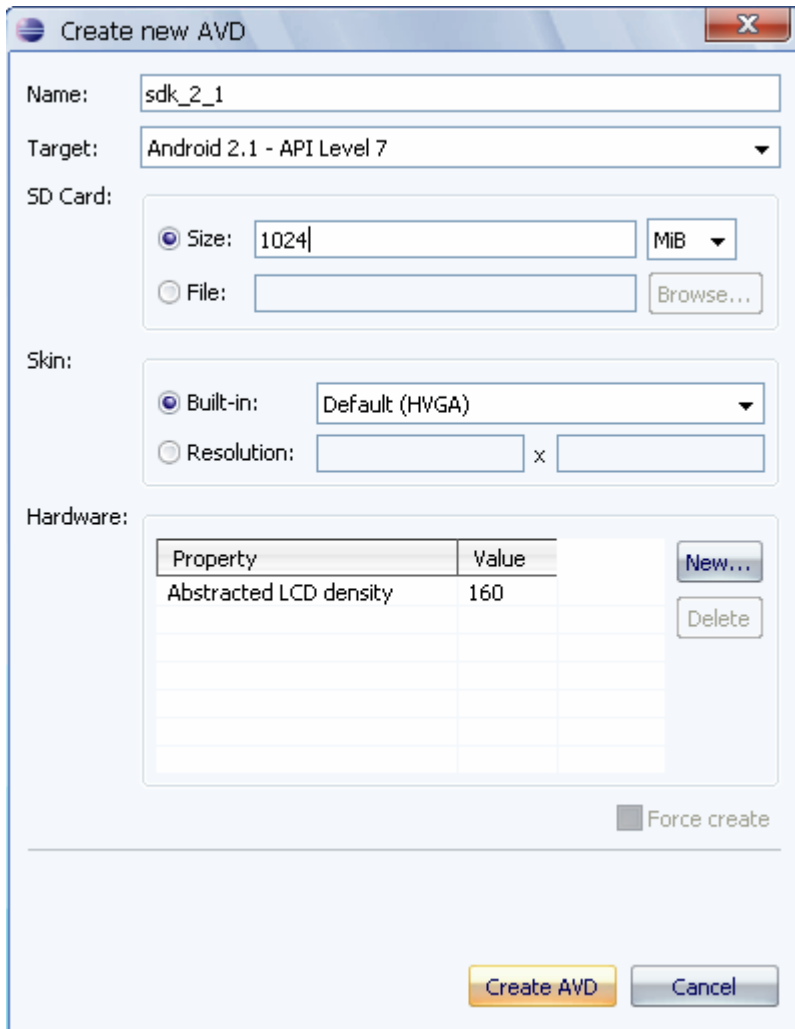 Create new AVD
Name: sdk_2_1
Target: Android 2.1 - API Level 7
SD Card:
Size: 1024 MiB
File: Browse...
Skin:
Built-in: Default (HVGA)
Resolution: x
Hardware:
Property Value New...
Abstracted LCD density 160
Delete
Force create
Create AVD Cancel